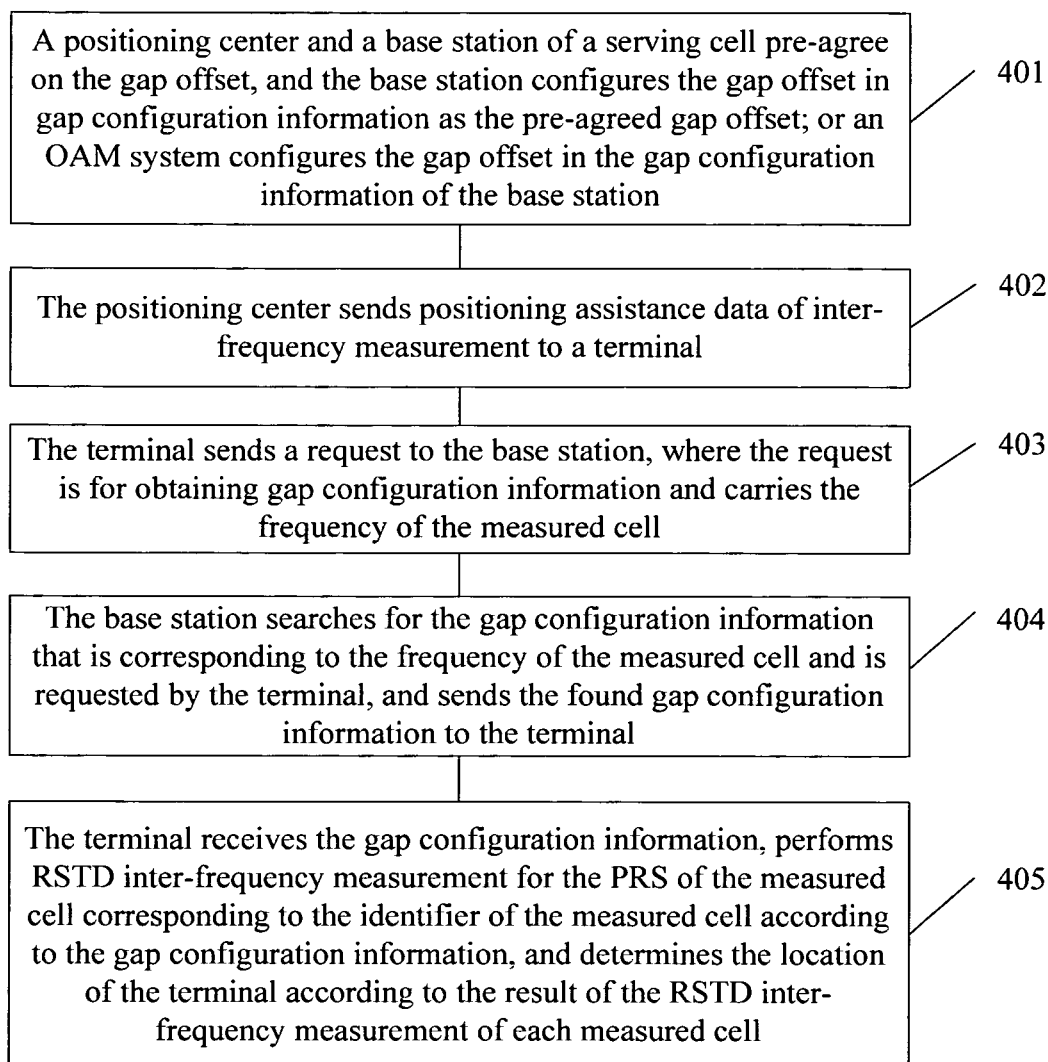 A positioning center and a base station of a serving cell pre-agree
on the gap offset, and the base station configures the gap offset in
gap configuration information as the pre-agreed gap offset; or an
OAM system configures the gap offset in the gap configuration
information of the base station
401
The positioning center sends positioning assistance data of inter-
frequency measurement to a terminal
402
The terminal sends a request to the base station, where the request
is for obtaining gap configuration information and carries the
frequency of the measured cell
403
The base station searches for the gap configuration information
that is corresponding to the frequency of the measured cell and is
requested by the terminal, and sends the found gap configuration
information to the terminal
404
The terminal receives the gap configuration information, performs
RSTD inter-frequency measurement for the PRS of the measured
cell corresponding to the identifier of the measured cell according
to the gap configuration information, and determines the location
of the terminal according to the result of the RSTD inter-
frequency measurement of each measured cell
405